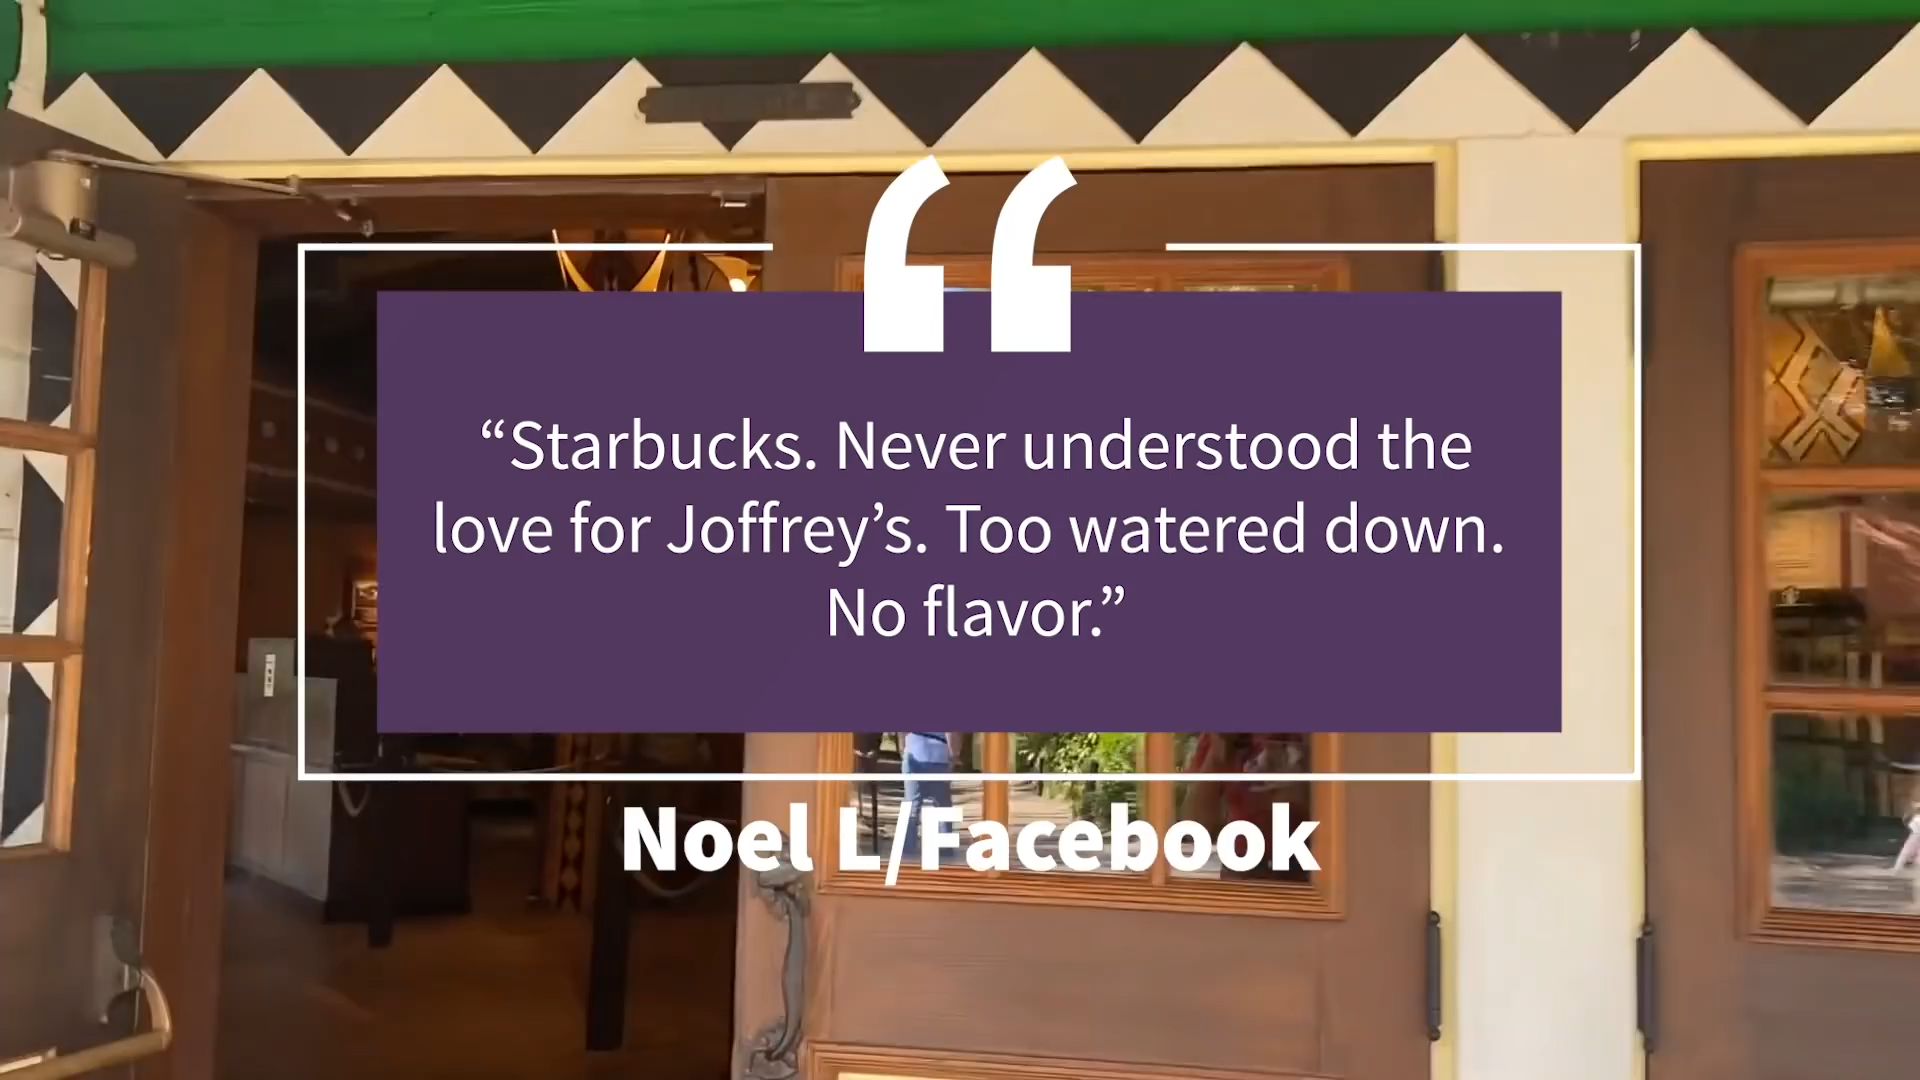 “Starbucks. Never understood the
love for Joffrey’s. Too watered down.
No flavor.”
Noel L/Facebook